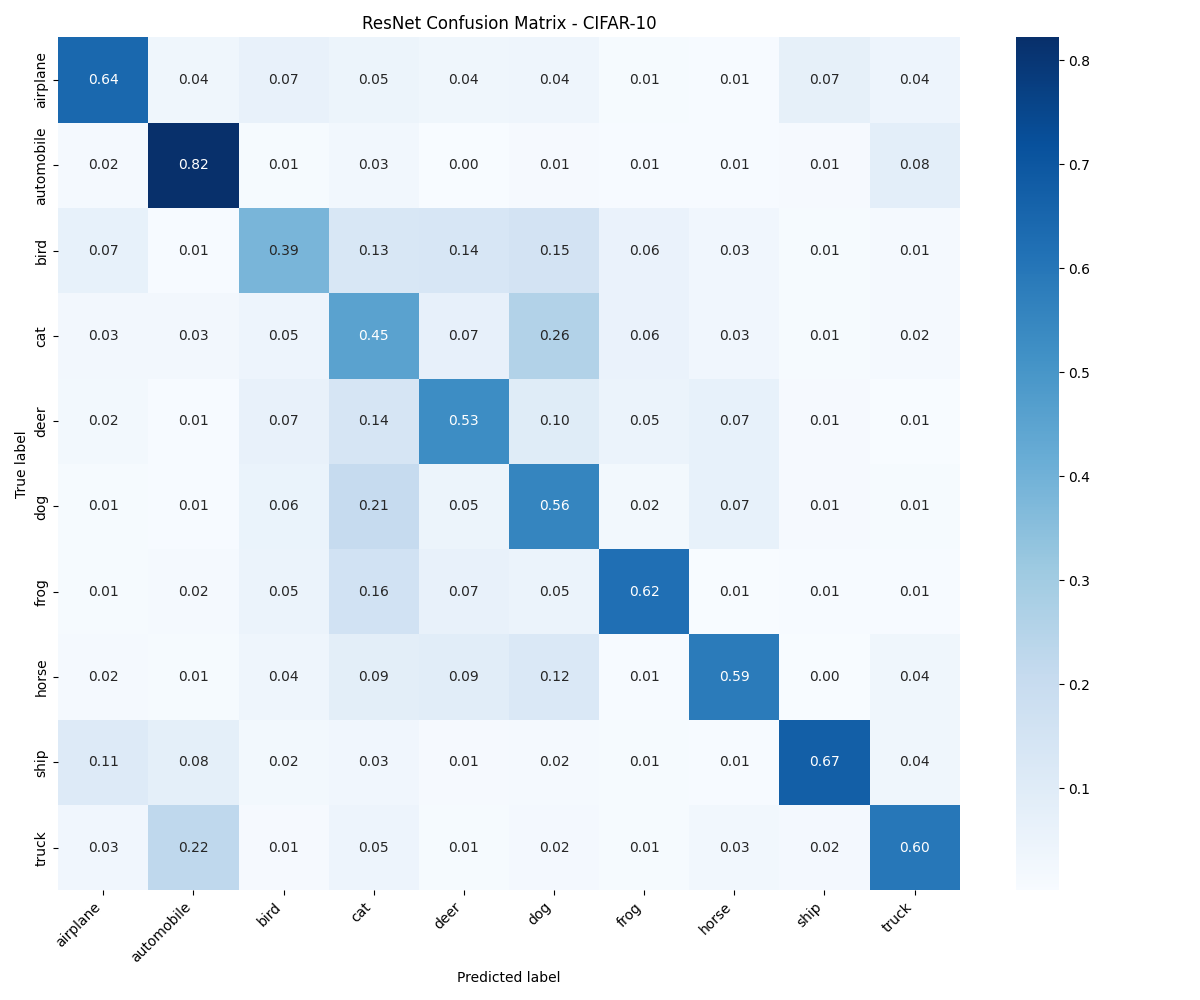 ResNet Confusion Matrix - CIFAR-10
True label
airplane 0.64 0.04 0.07 0.05 0.04 0.04 0.01 0.01 0.07 0.04
automobile 0.02 0.82 0.01 0.03 0.00 0.01 0.01 0.01 0.01 0.08
bird 0.07 0.01 0.39 0.13 0.14 0.15 0.06 0.03 0.01 0.01
cat 0.03 0.03 0.05 0.45 0.07 0.26 0.06 0.03 0.01 0.02
deer 0.02 0.01 0.07 0.14 0.53 0.10 0.05 0.07 0.01 0.01
dog 0.01 0.01 0.06 0.21 0.05 0.56 0.02 0.07 0.01 0.01
frog 0.01 0.02 0.05 0.16 0.07 0.05 0.62 0.01 0.01 0.01
horse 0.02 0.01 0.04 0.09 0.09 0.12 0.01 0.59 0.00 0.04
ship 0.11 0.08 0.02 0.03 0.01 0.02 0.01 0.01 0.67 0.04
truck 0.03 0.22 0.01 0.05 0.01 0.02 0.01 0.03 0.02 0.60
airplane automobile bird cat deer dog frog horse ship truck
Predicted label
0.8
0.7
0.6
0.5
0.4
0.3
0.2
0.1